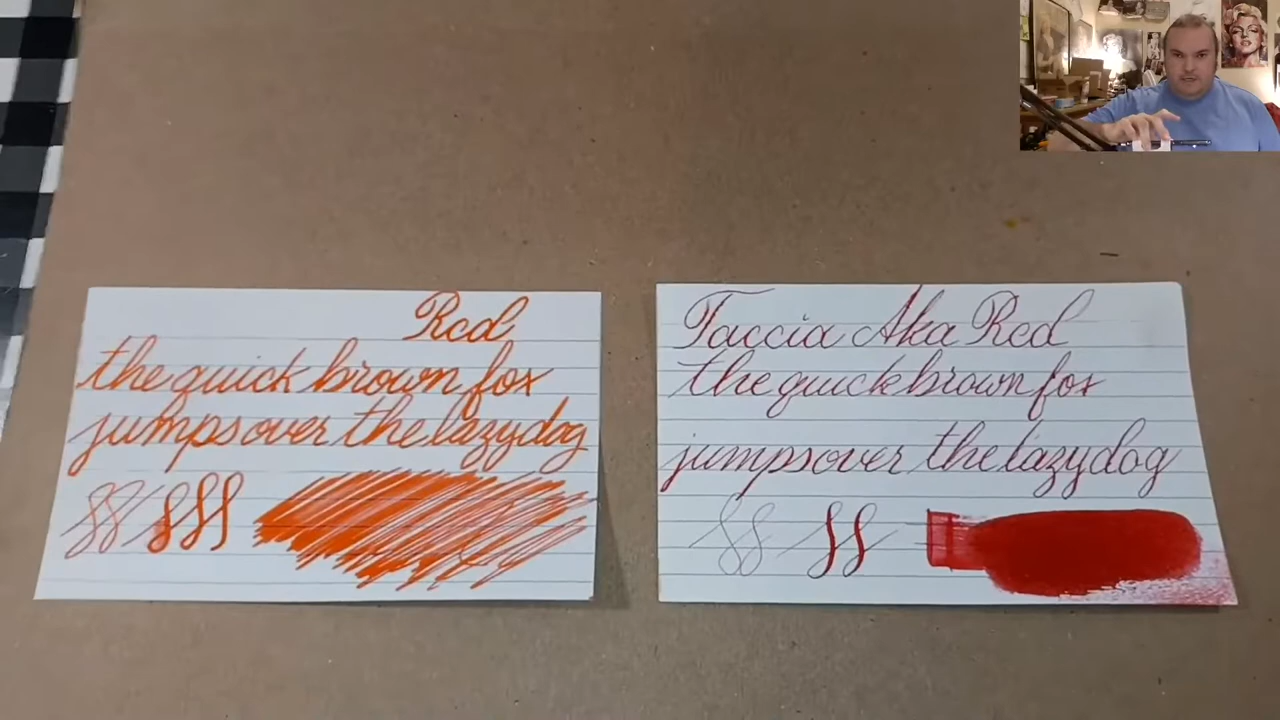 Red
the quick brown fox
jumps over the lazy dog
Taccia Aka Red
the quick brown fox
jumps over the lazy dog